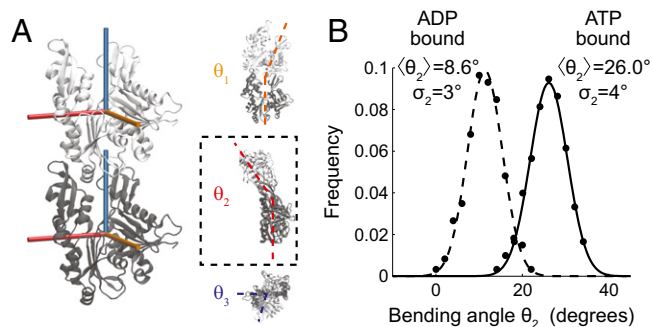 A
θ1
θ2
θ3
B
ADP
bound
⟨θ2⟩=8.6°
σ2=3°
ATP
bound
⟨θ2⟩=26.0°
σ2=4°
Frequency
0.1
0.08
0.06
0.04
0.02
0
0
20
40
Bending angle θ2 (degrees)